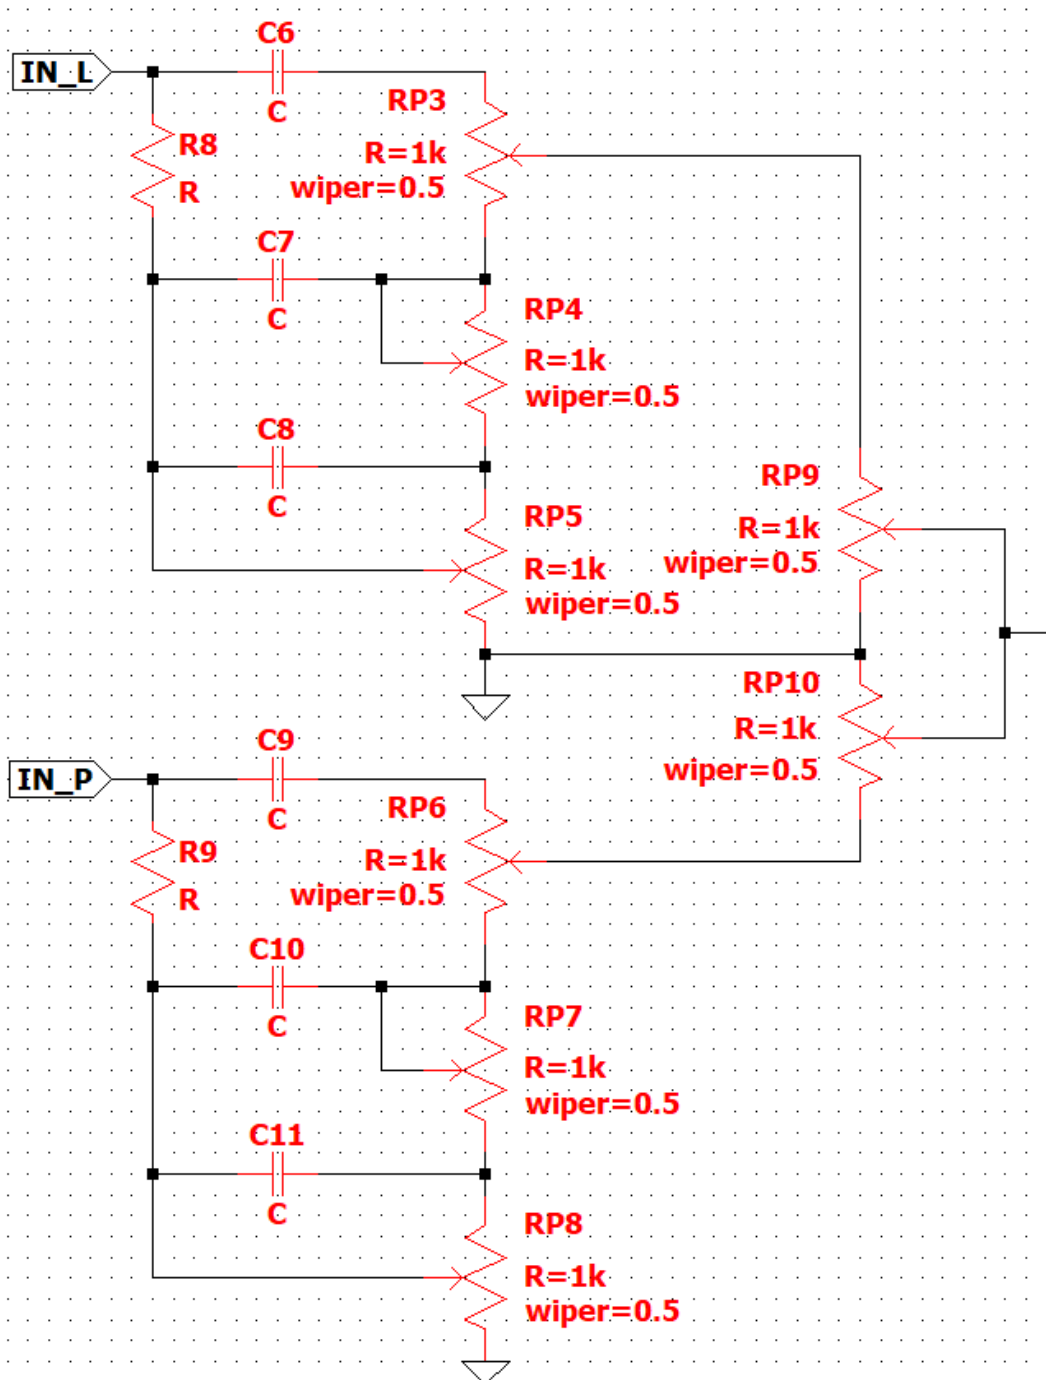 C6
IN_L
C
RP3
R=1k
wiper=0.5
R8
R
C7
C
RP4
R=1k
wiper=0.5
C8
C
RP5
R=1k
wiper=0.5
RP9
R=1k
wiper=0.5
RP10
R=1k
wiper=0.5
C9
IN_P
C
RP6
R=1k
wiper=0.5
R9
R
C10
C
RP7
R=1k
wiper=0.5
C11
C
RP8
R=1k
wiper=0.5